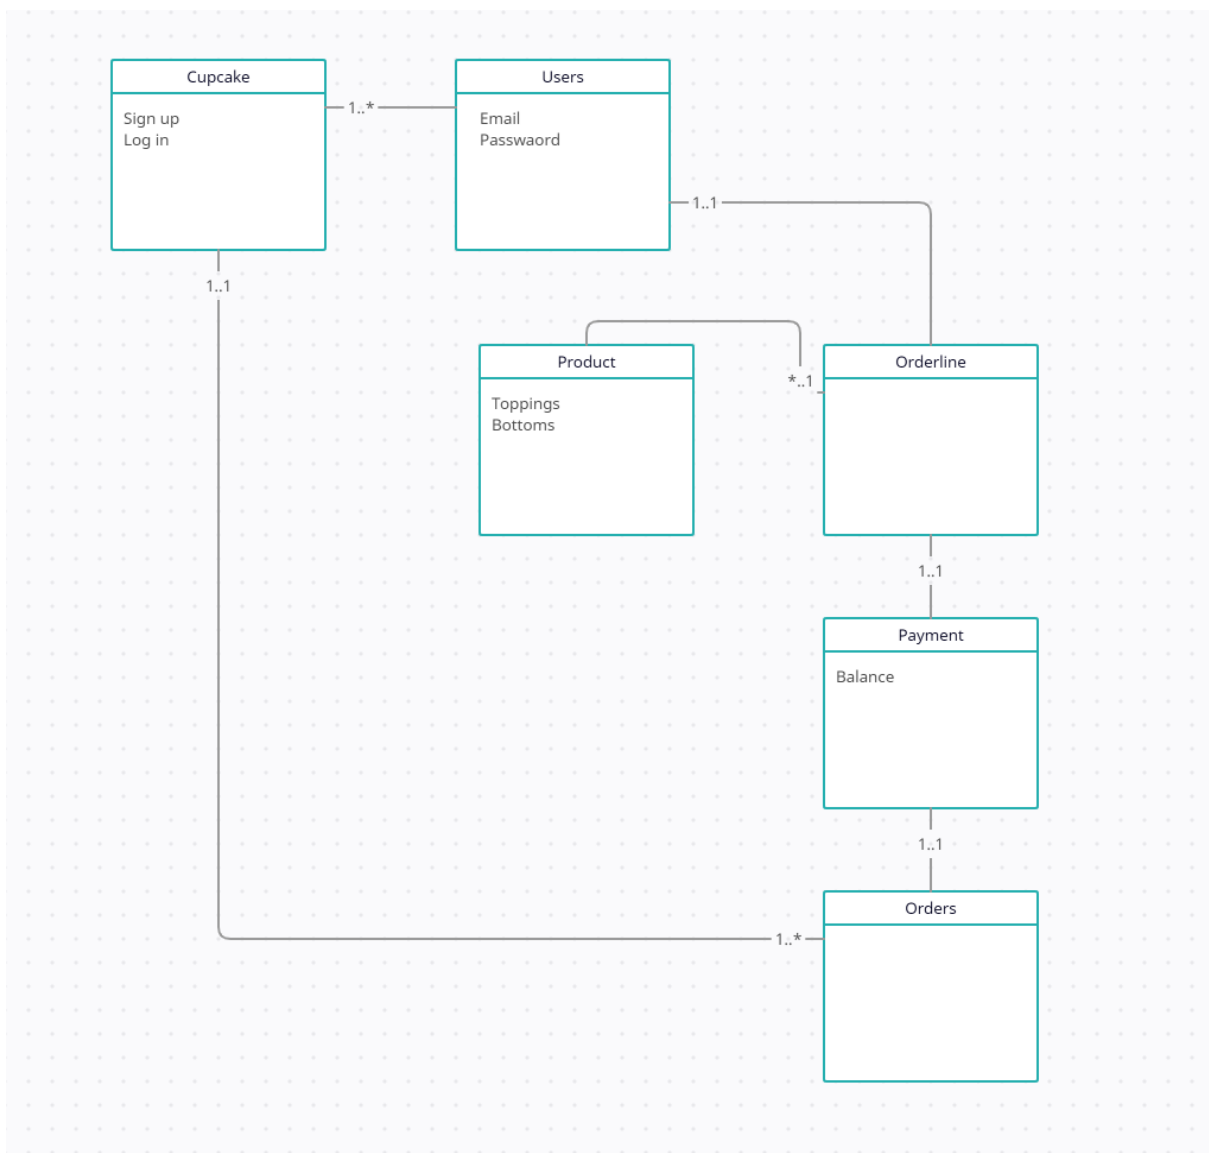 Cupcake
Sign up
Log in
1..*
Users
Email
Passwaord
1..1
1..1
Product
Toppings
Bottoms
*..1
Orderline
1..1
Payment
Balance
1..1
Orders
1..*